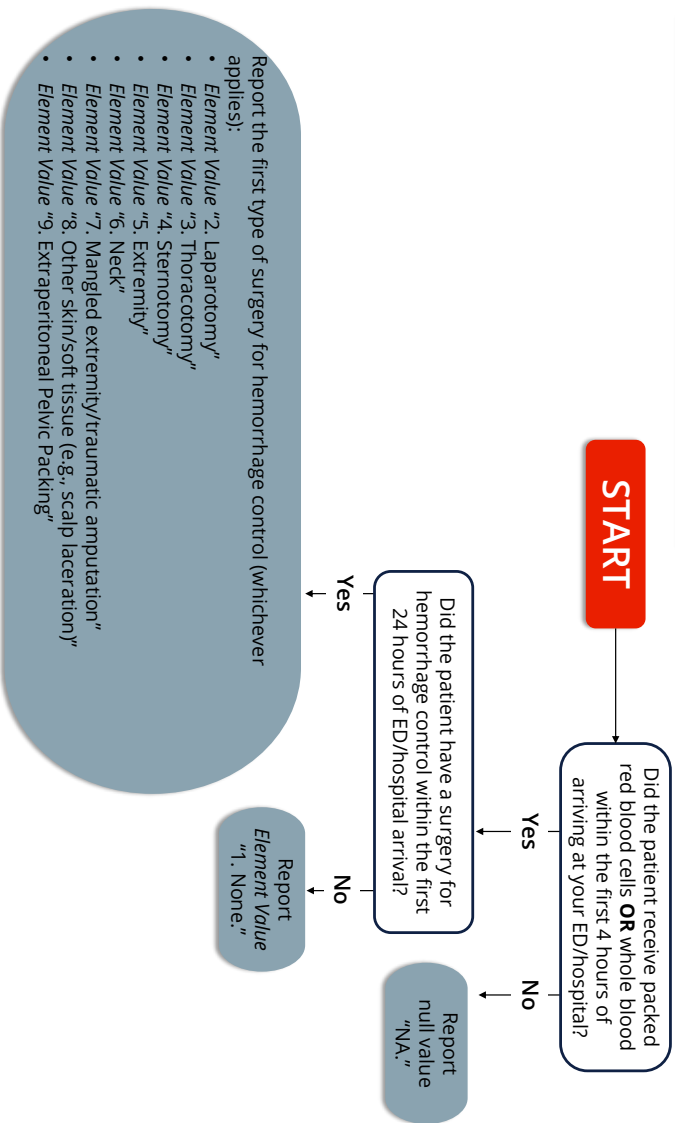 START
Did the patient receive packed
red blood cells OR whole blood
within the first 4 hours of
arriving at your ED/hospital?
Yes
No
Did the patient have a surgery for
hemorrhage control within the first
24 hours of ED/hospital arrival?
Report
null value
“NA.”
Yes
No
Report the first type of surgery for hemorrhage control (whichever
applies):
• Element Value “2. Laparotomy”
• Element Value “3. Thoracotomy”
• Element Value “4. Sternotomy”
• Element Value “5. Extremity”
• Element Value “6. Neck”
• Element Value “7. Mangled extremity/traumatic amputation”
• Element Value “8. Other skin/soft tissue (e.g., scalp laceration)”
• Element Value “9. Extraperitoneal Pelvic Packing”
Report
Element Value
“1. None.”